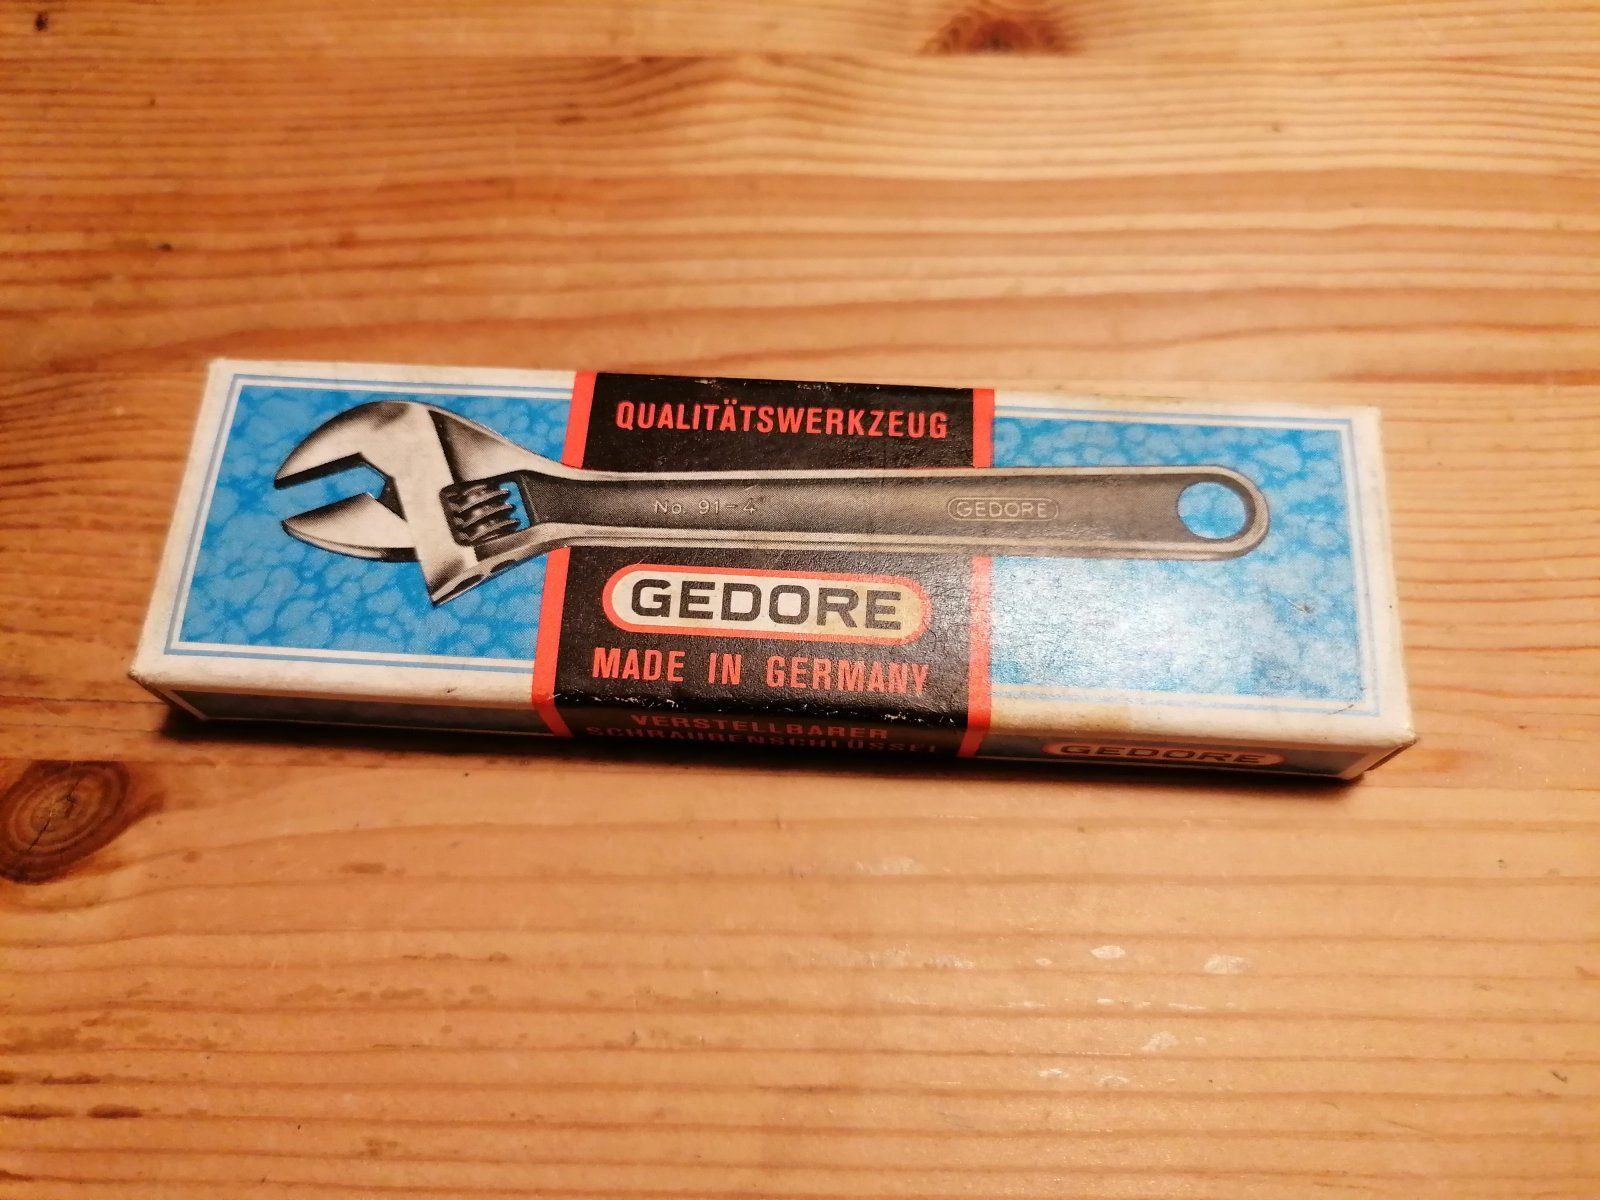 QUALITÄTSWERKZEUG
No. 91-4"
GEDORE
GEDORE
MADE IN GERMANY
VERSTELLBARER
SCHRAUBENSCHLÜSSEL
GEDORE